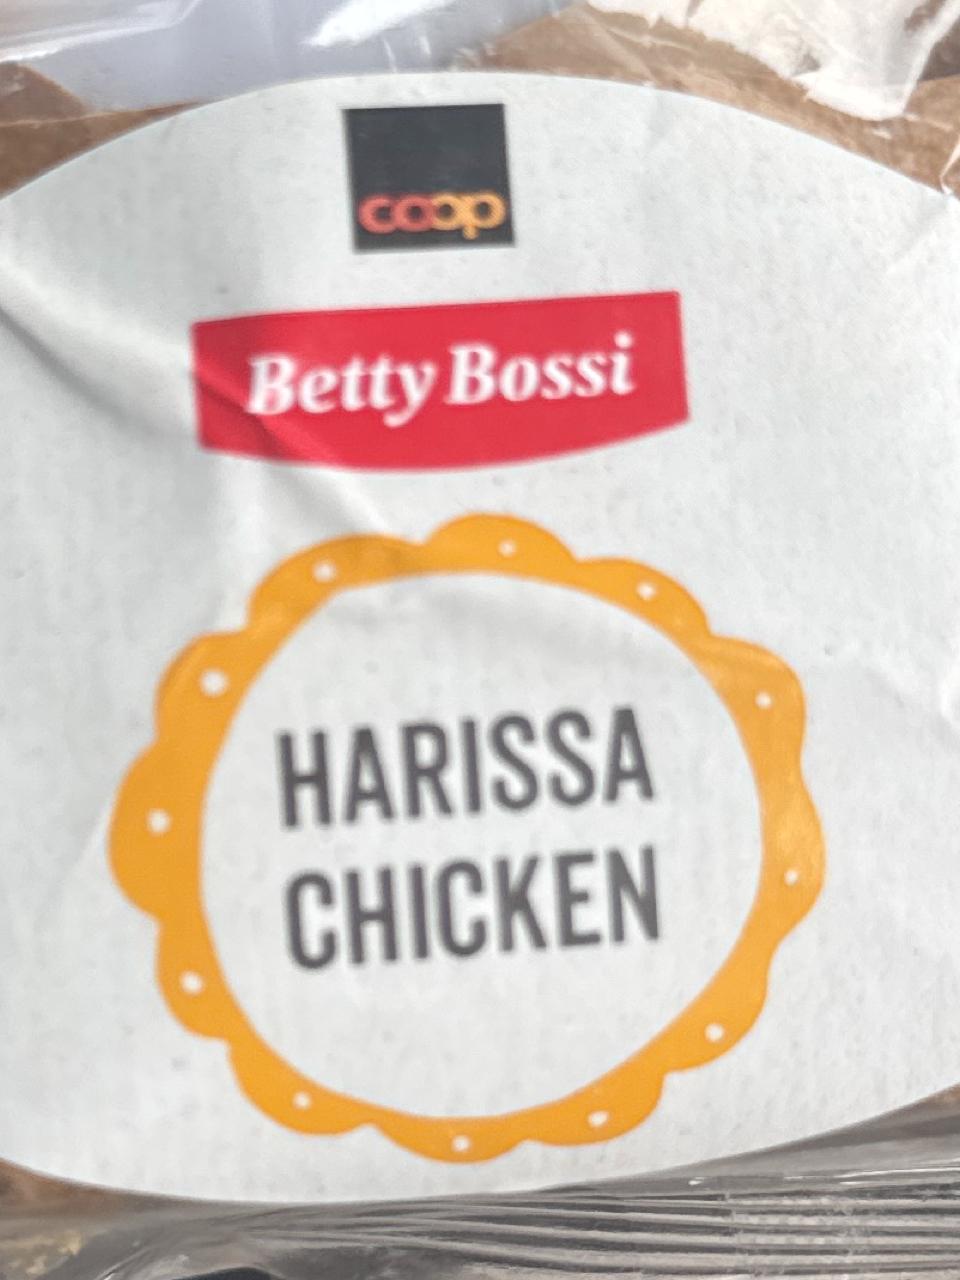 coop
Betty Bossi
HARISSA
CHICKEN